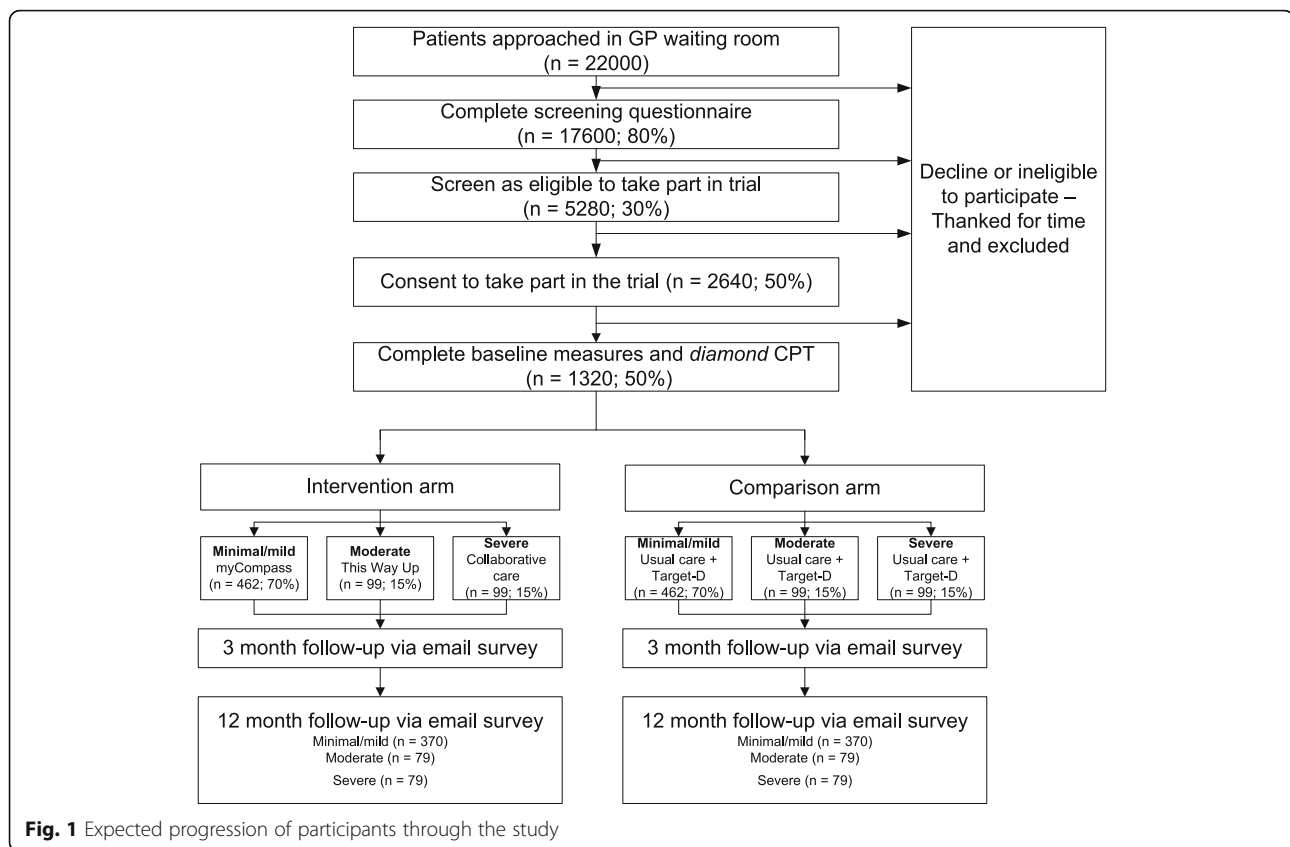 Patients approached in GP waiting room
(n = 22000)
Complete screening questionnaire
(n = 17600; 80%)
Screen as eligible to take part in trial
(n = 5280; 30%)
Consent to take part in the trial (n = 2640; 50%)
Complete baseline measures and diamond CPT
(n = 1320; 50%)
Decline or ineligible
to participate –
Thanked for time
and excluded
Intervention arm
Minimal/mild
myCompass
(n = 462; 70%)
Moderate
This Way Up
(n = 99; 15%)
Severe
Collaborative
care
(n = 99; 15%)
3 month follow-up via email survey
12 month follow-up via email survey
Minimal/mild (n = 370)
Moderate (n = 79)
Severe (n = 79)
Comparison arm
Minimal/mild
Usual care +
Target-D
(n = 462; 70%)
Moderate
Usual care +
Target-D
(n = 99; 15%)
Severe
Usual care +
Target-D
(n = 99; 15%)
3 month follow-up via email survey
12 month follow-up via email survey
Minimal/mild (n = 370)
Moderate (n = 79)
Severe (n = 79)
Fig. 1 Expected progression of participants through the study